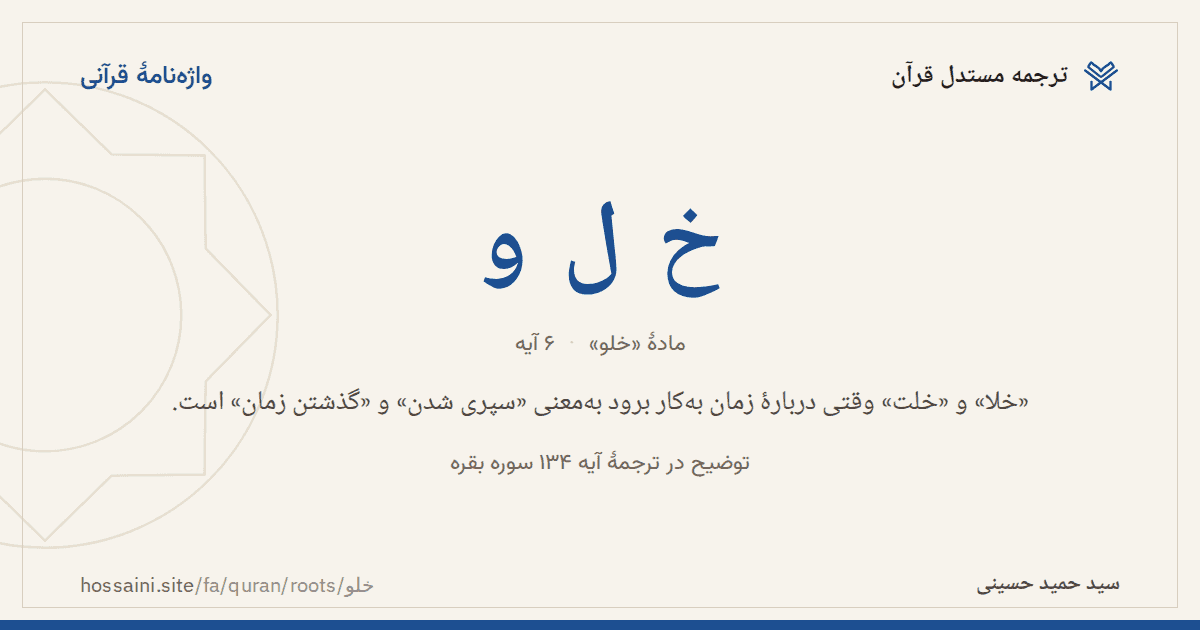 ترجمه مستدل قرآن
واژه‌نامهٔ قرآنی
خ ل و
مادهٔ «خلو» · ۶ آیه
«خلا» و «خلت» وقتی دربارهٔ زمان به‌کار برود به‌معنی «سپری شدن» و «گذشتن زمان» است.
توضیح در ترجمهٔ آیه ۱۳۴ سوره بقره
سید حمید حسینی
hossaini.site/fa/quran/roots/خلو